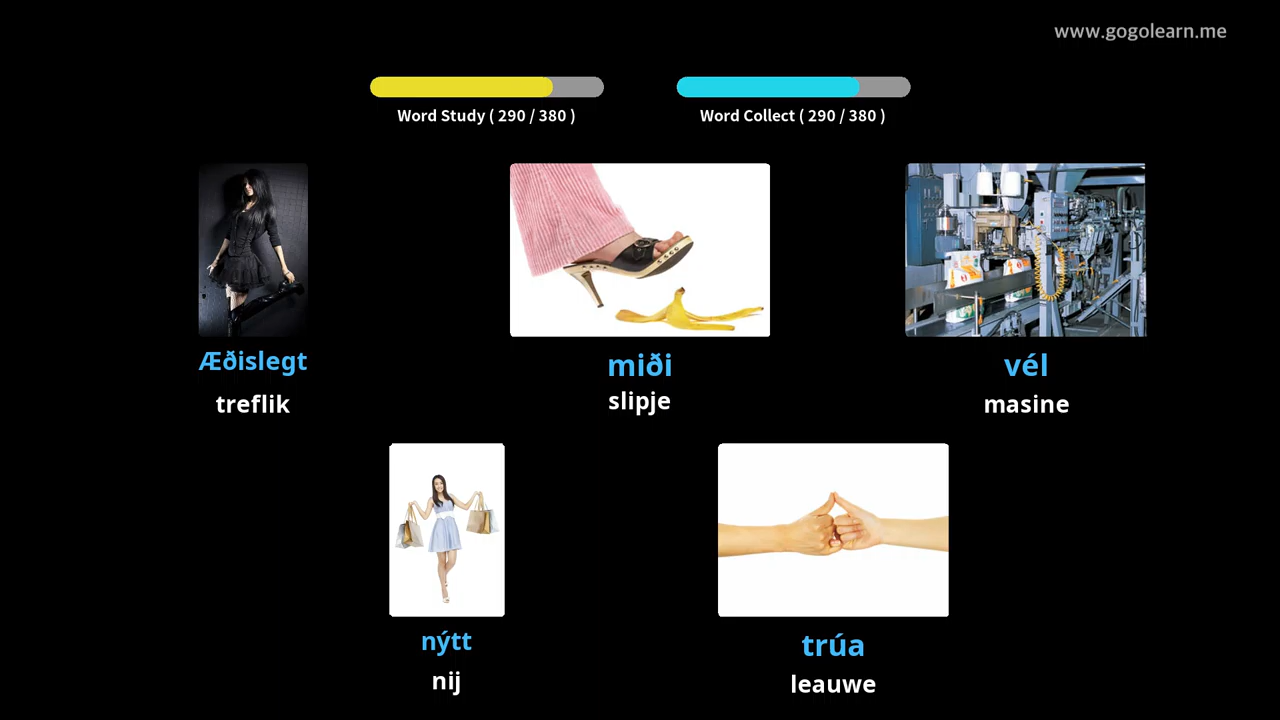 www.gogolearn.me
Word Study ( 290 / 380 )
Word Collect ( 290 / 380 )
Æðislegt
treflik
miði
slipje
vél
masine
nýtt
nij
trúa
leauwe